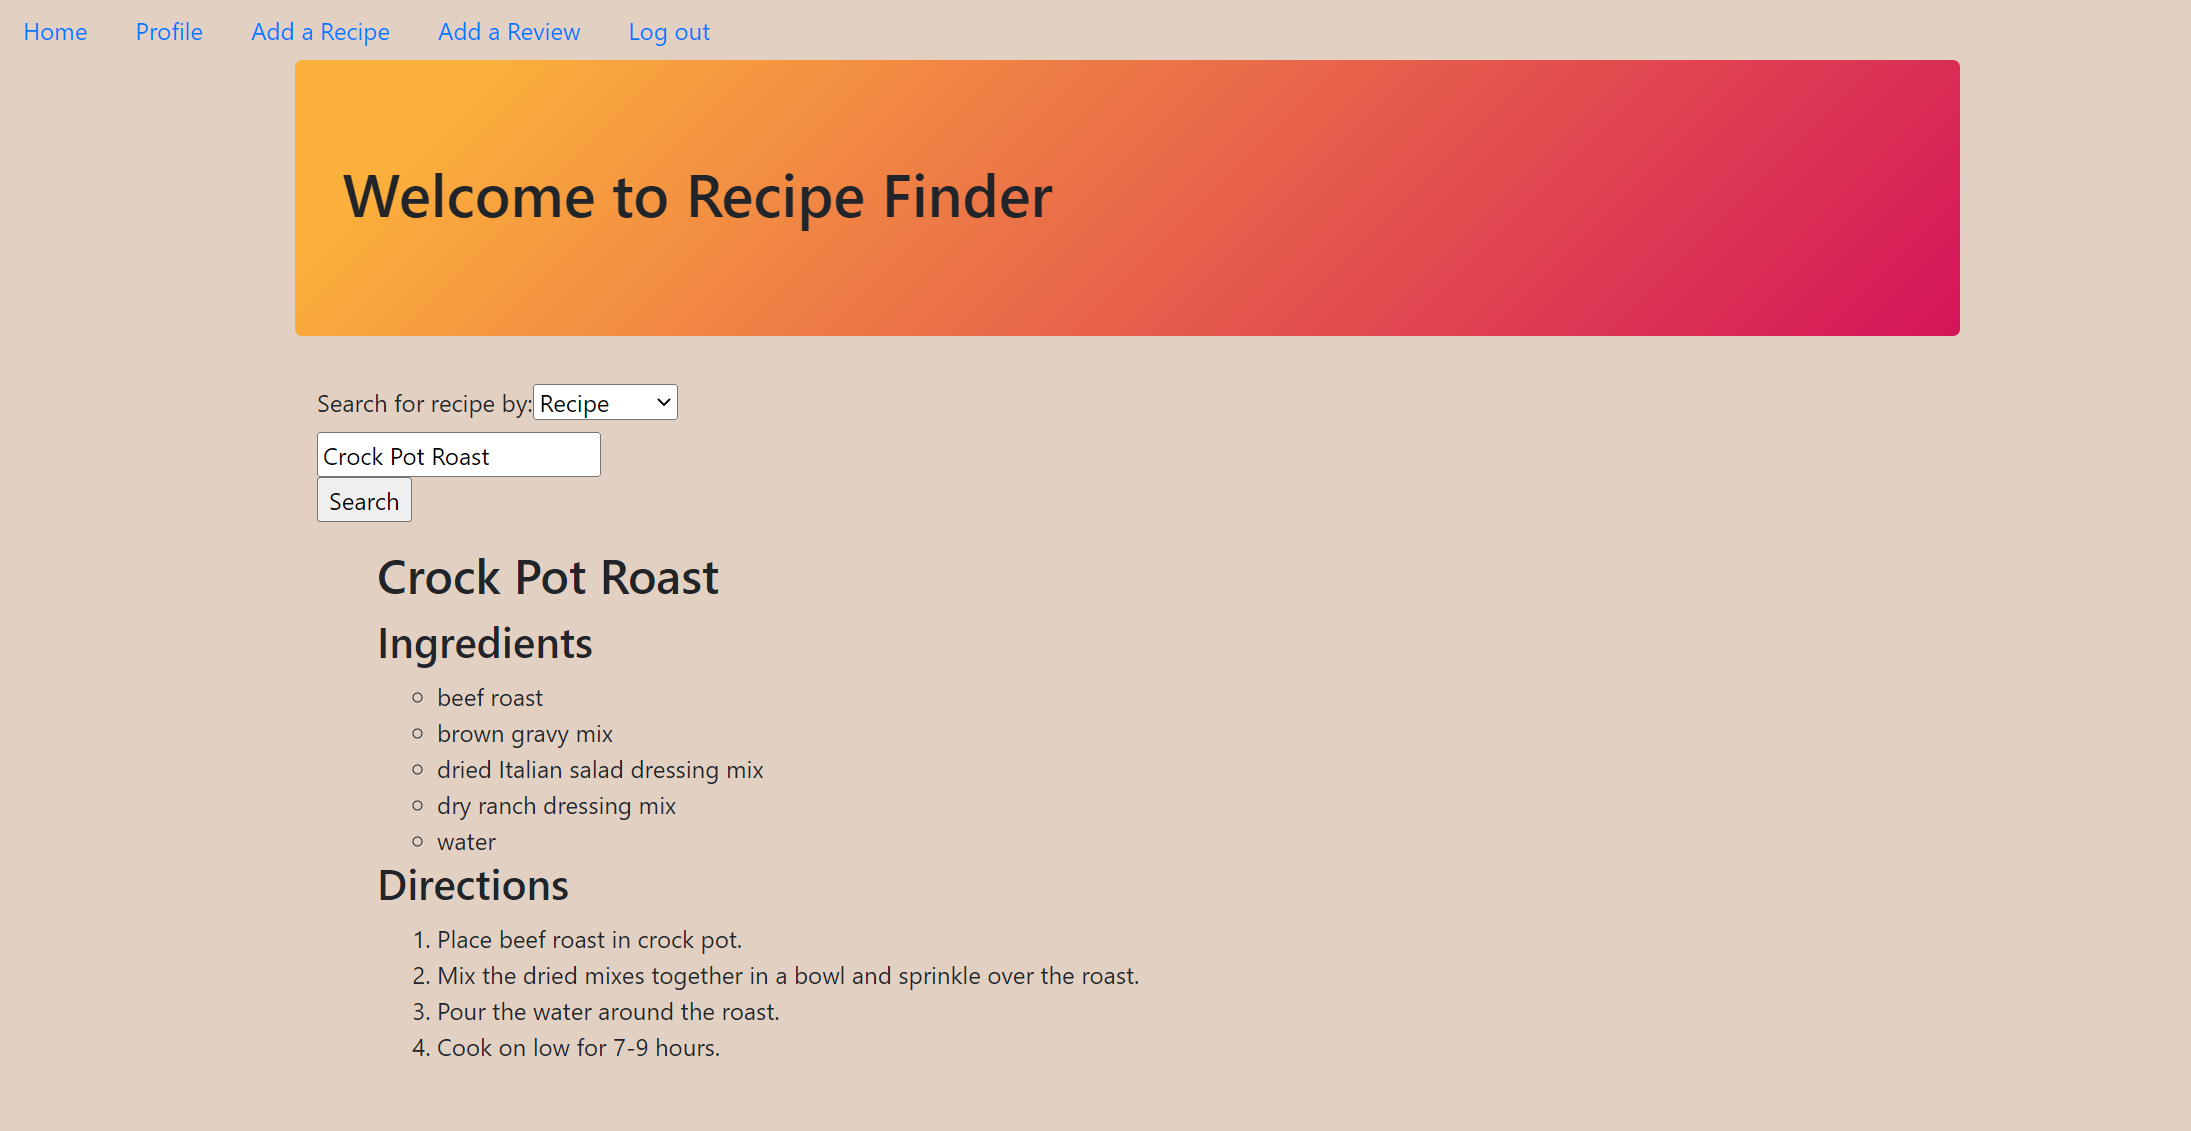 Home Profile Add a Recipe Add a Review Log out
Welcome to Recipe Finder
Search for recipe by: Recipe
Crock Pot Roast
Search
Crock Pot Roast
Ingredients
beef roast
brown gravy mix
dried Italian salad dressing mix
dry ranch dressing mix
water
Directions
1. Place beef roast in crock pot.
2. Mix the dried mixes together in a bowl and sprinkle over the roast.
3. Pour the water around the roast.
4. Cook on low for 7-9 hours.